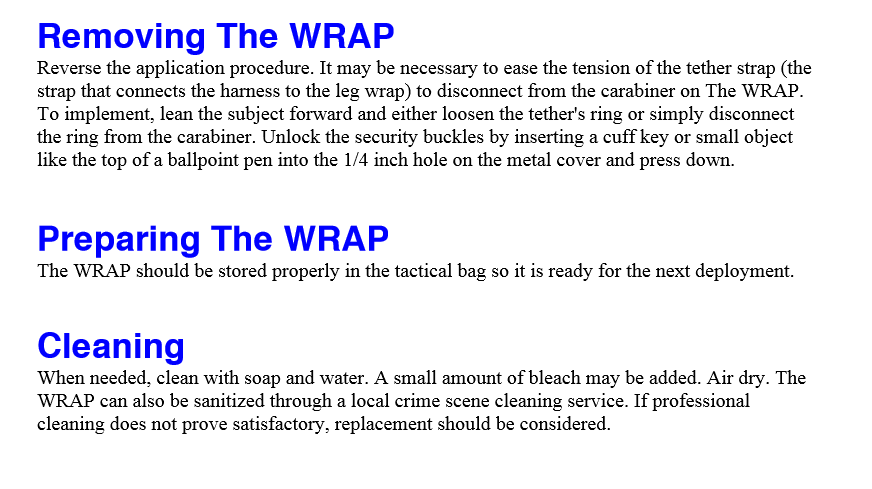 Removing The WRAP
Reverse the application procedure. It may be necessary to ease the tension of the tether strap (the
strap that connects the harness to the leg wrap) to disconnect from the carabiner on The WRAP.
To implement, lean the subject forward and either loosen the tether's ring or simply disconnect
the ring from the carabiner. Unlock the security buckles by inserting a cuff key or small object
like the top of a ballpoint pen into the 1/4 inch hole on the metal cover and press down.
Preparing The WRAP
The WRAP should be stored properly in the tactical bag so it is ready for the next deployment.
Cleaning
When needed, clean with soap and water. A small amount of bleach may be added. Air dry. The
WRAP can also be sanitized through a local crime scene cleaning service. If professional
cleaning does not prove satisfactory, replacement should be considered.